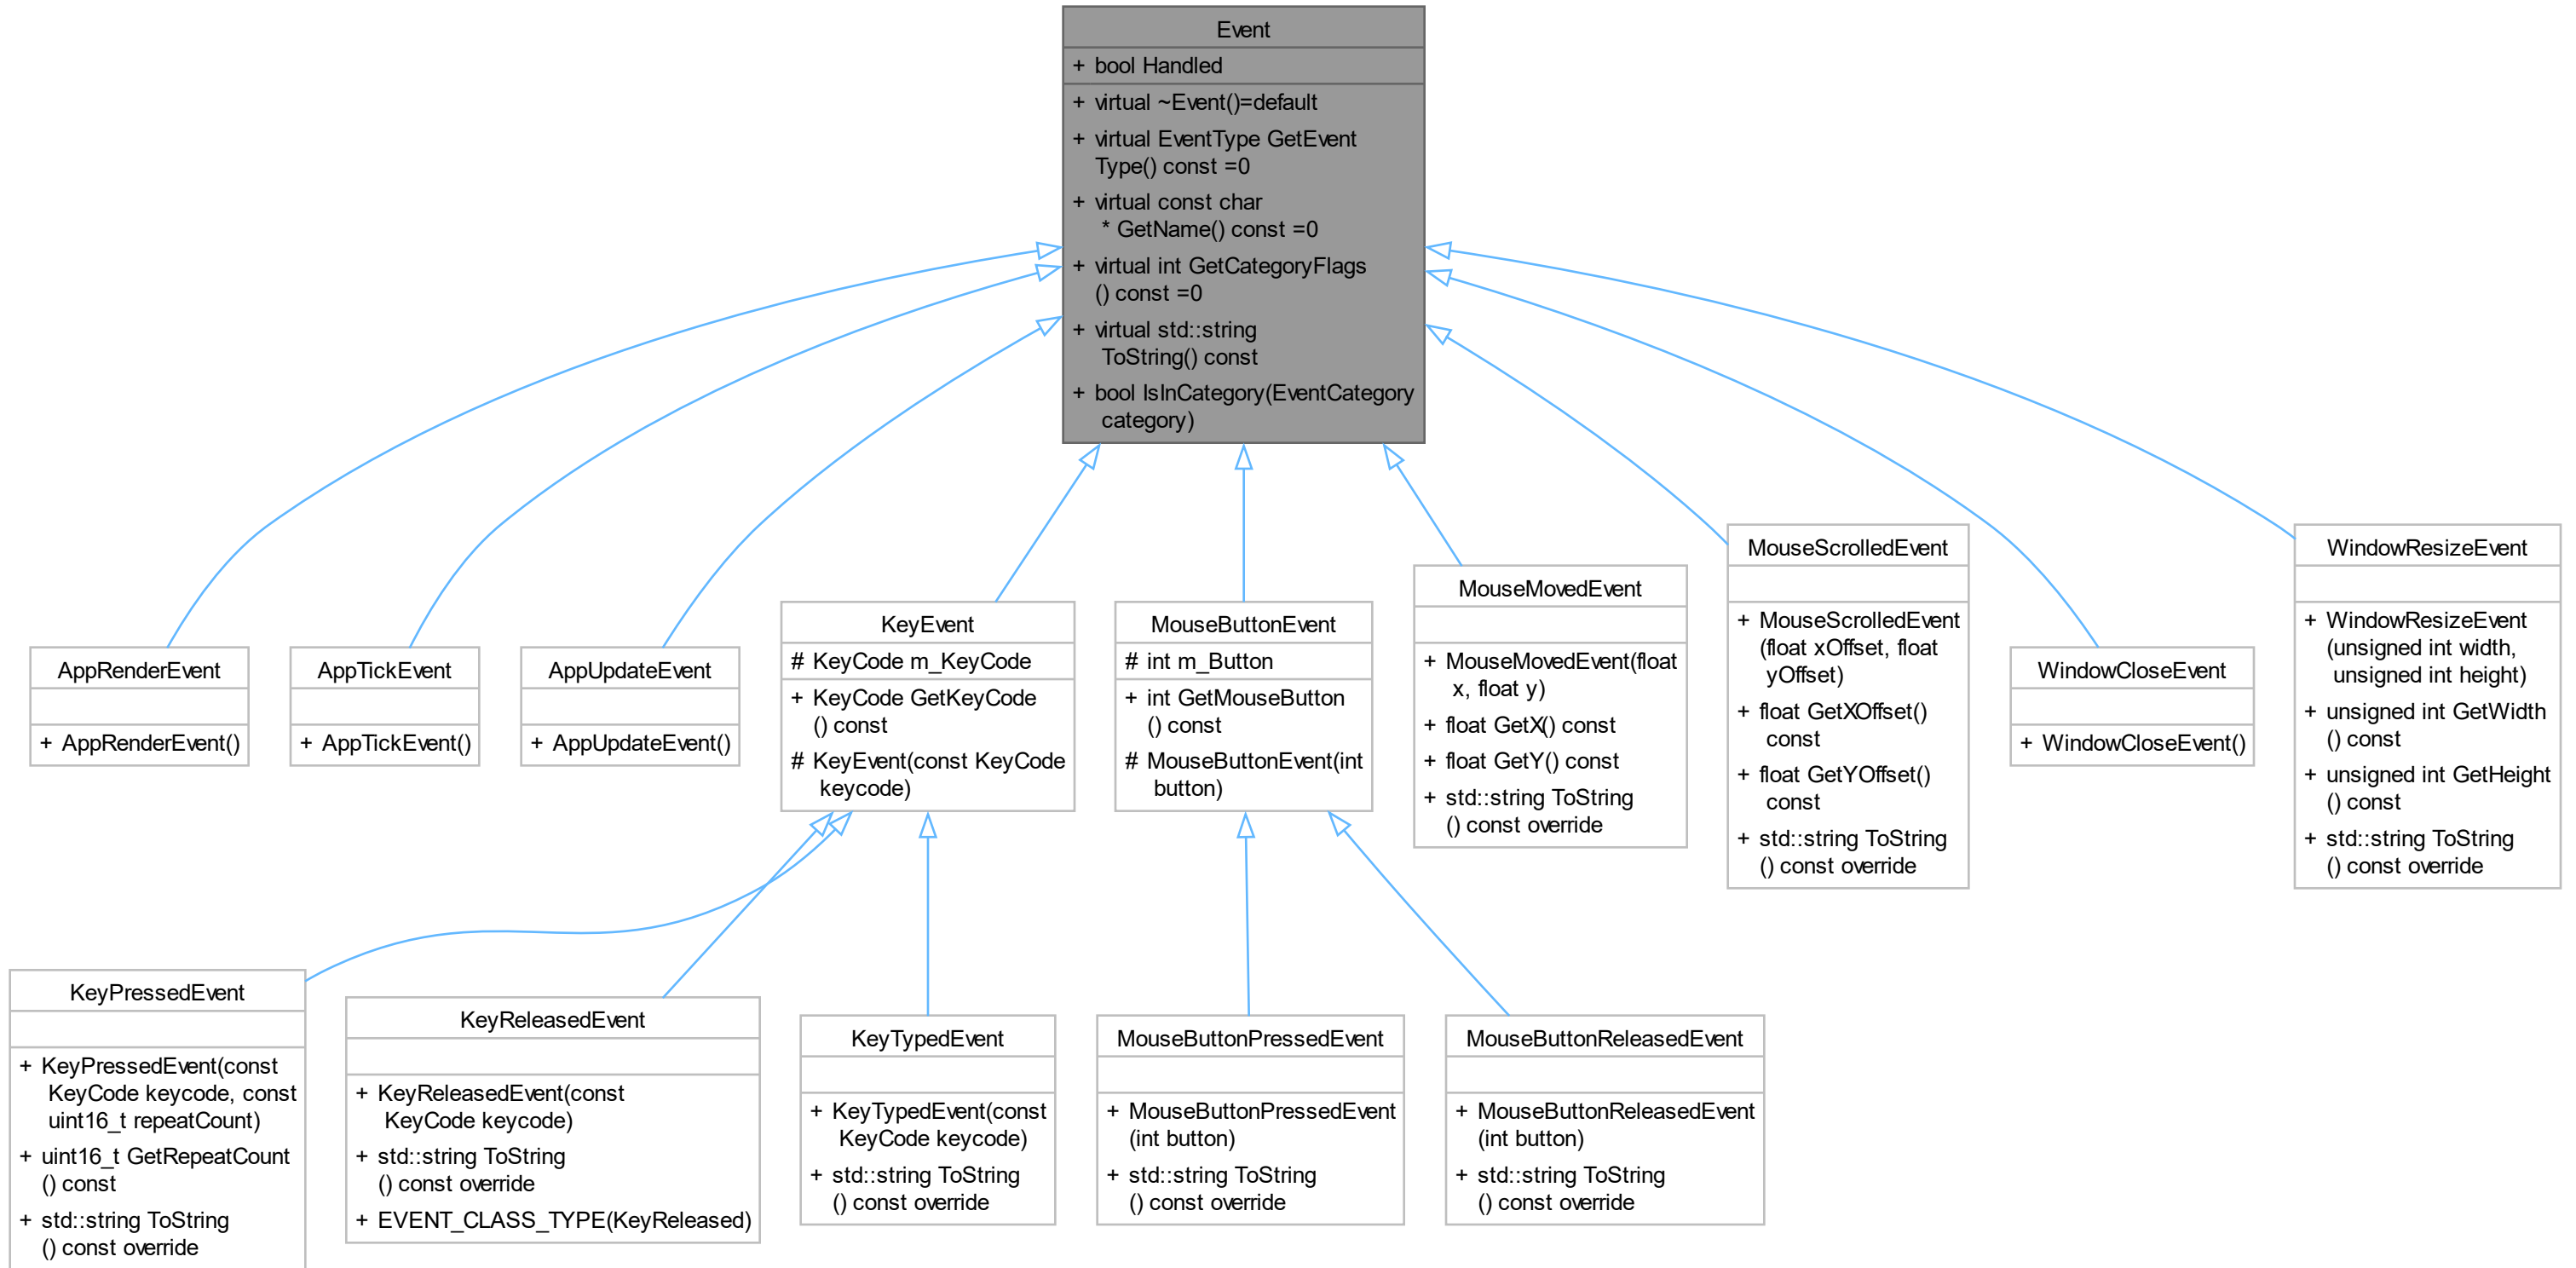 Event
+ bool Handled
+ virtual ~Event()=default
+ virtual EventType GetEvent
Type() const =0
+ virtual const char
* GetName() const =0
+ virtual int GetCategoryFlags
() const =0
+ virtual std::string
ToString() const
+ bool IsInCategory(EventCategory
category)
AppRenderEvent
+ AppRenderEvent()
AppTickEvent
+ AppTickEvent()
AppUpdateEvent
+ AppUpdateEvent()
KeyEvent
# KeyCode m_KeyCode
+ KeyCode GetKeyCode
() const
# KeyEvent(const KeyCode
keycode)
MouseButtonEvent
# int m_Button
+ int GetMouseButton
() const
# MouseButtonEvent(int
button)
MouseMovedEvent
+ MouseMovedEvent(float
x, float y)
+ float GetX() const
+ float GetY() const
+ std::string ToString
() const override
MouseScrolledEvent
+ MouseScrolledEvent
(float xOffset, float
yOffset)
+ float GetXOffset()
const
+ float GetYOffset()
const
+ std::string ToString
() const override
WindowCloseEvent
+ WindowCloseEvent()
WindowResizeEvent
+ WindowResizeEvent
(unsigned int width,
unsigned int height)
+ unsigned int GetWidth
() const
+ unsigned int GetHeight
() const
+ std::string ToString
() const override
KeyPressedEvent
+ KeyPressedEvent(const
KeyCode keycode, const
uint16_t repeatCount)
+ uint16_t GetRepeatCount
() const
+ std::string ToString
() const override
KeyReleasedEvent
+ KeyReleasedEvent(const
KeyCode keycode)
+ std::string ToString
() const override
+ EVENT_CLASS_TYPE(KeyReleased)
KeyTypedEvent
+ KeyTypedEvent(const
KeyCode keycode)
+ std::string ToString
() const override
MouseButtonPressedEvent
+ MouseButtonPressedEvent
(int button)
+ std::string ToString
() const override
MouseButtonReleasedEvent
+ MouseButtonReleasedEvent
(int button)
+ std::string ToString
() const override